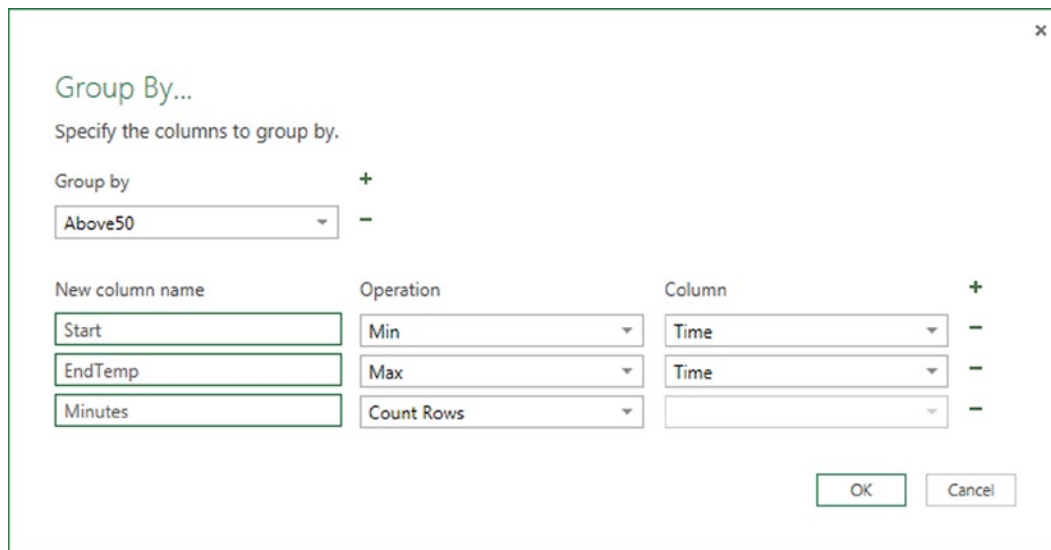 ×
Group By...
Specify the columns to group by.
Group by +
Above50 −
New column name Operation Column +
Start Min Time −
EndTemp Max Time −
Minutes Count Rows −
OK Cancel